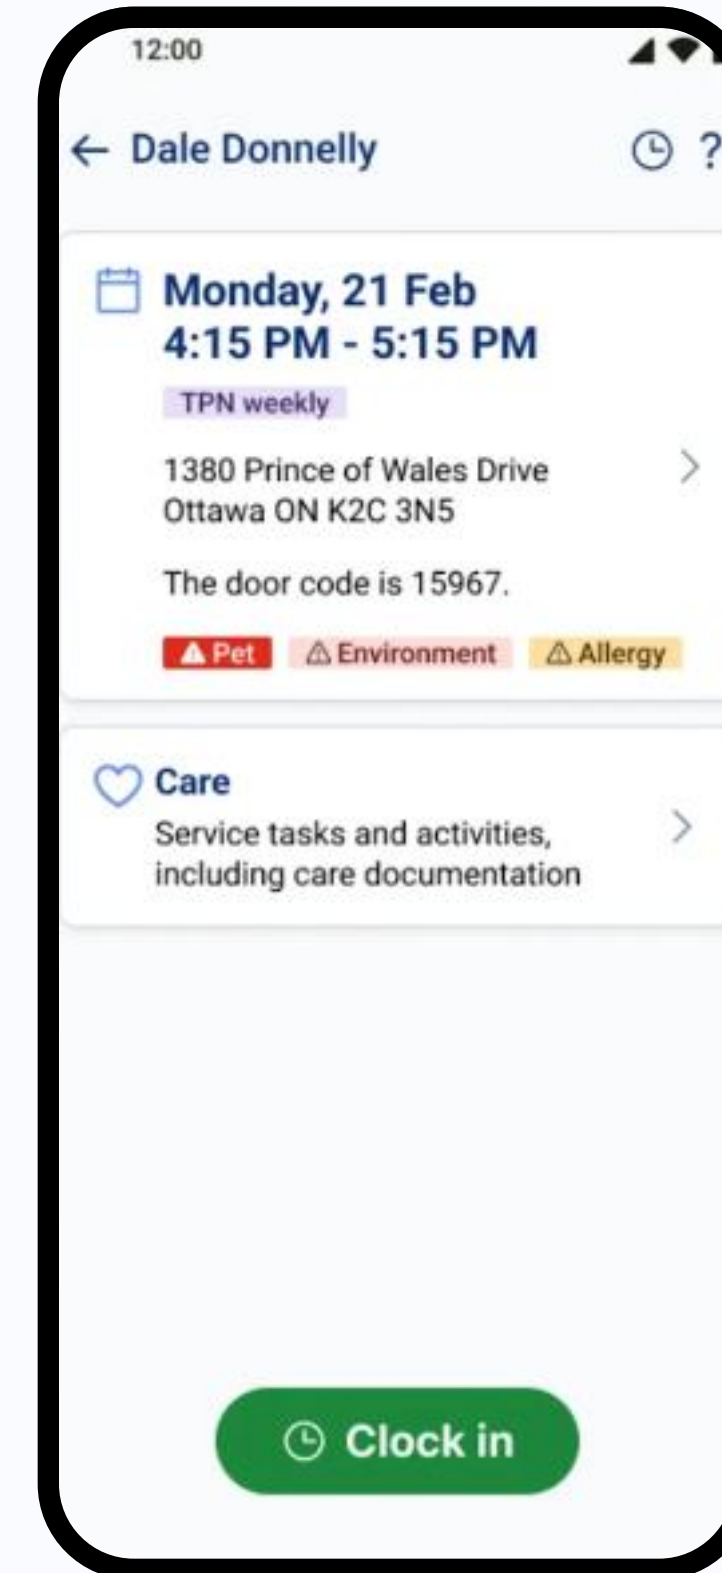 12:00
Dale Donnelly ?
Monday, 21 Feb
4:15 PM - 5:15 PM
TPN weekly
1380 Prince of Wales Drive
Ottawa ON K2C 3N5
The door code is 15967.
Pet Environment Allergy
Care
Service tasks and activities,
including care documentation
Clock in